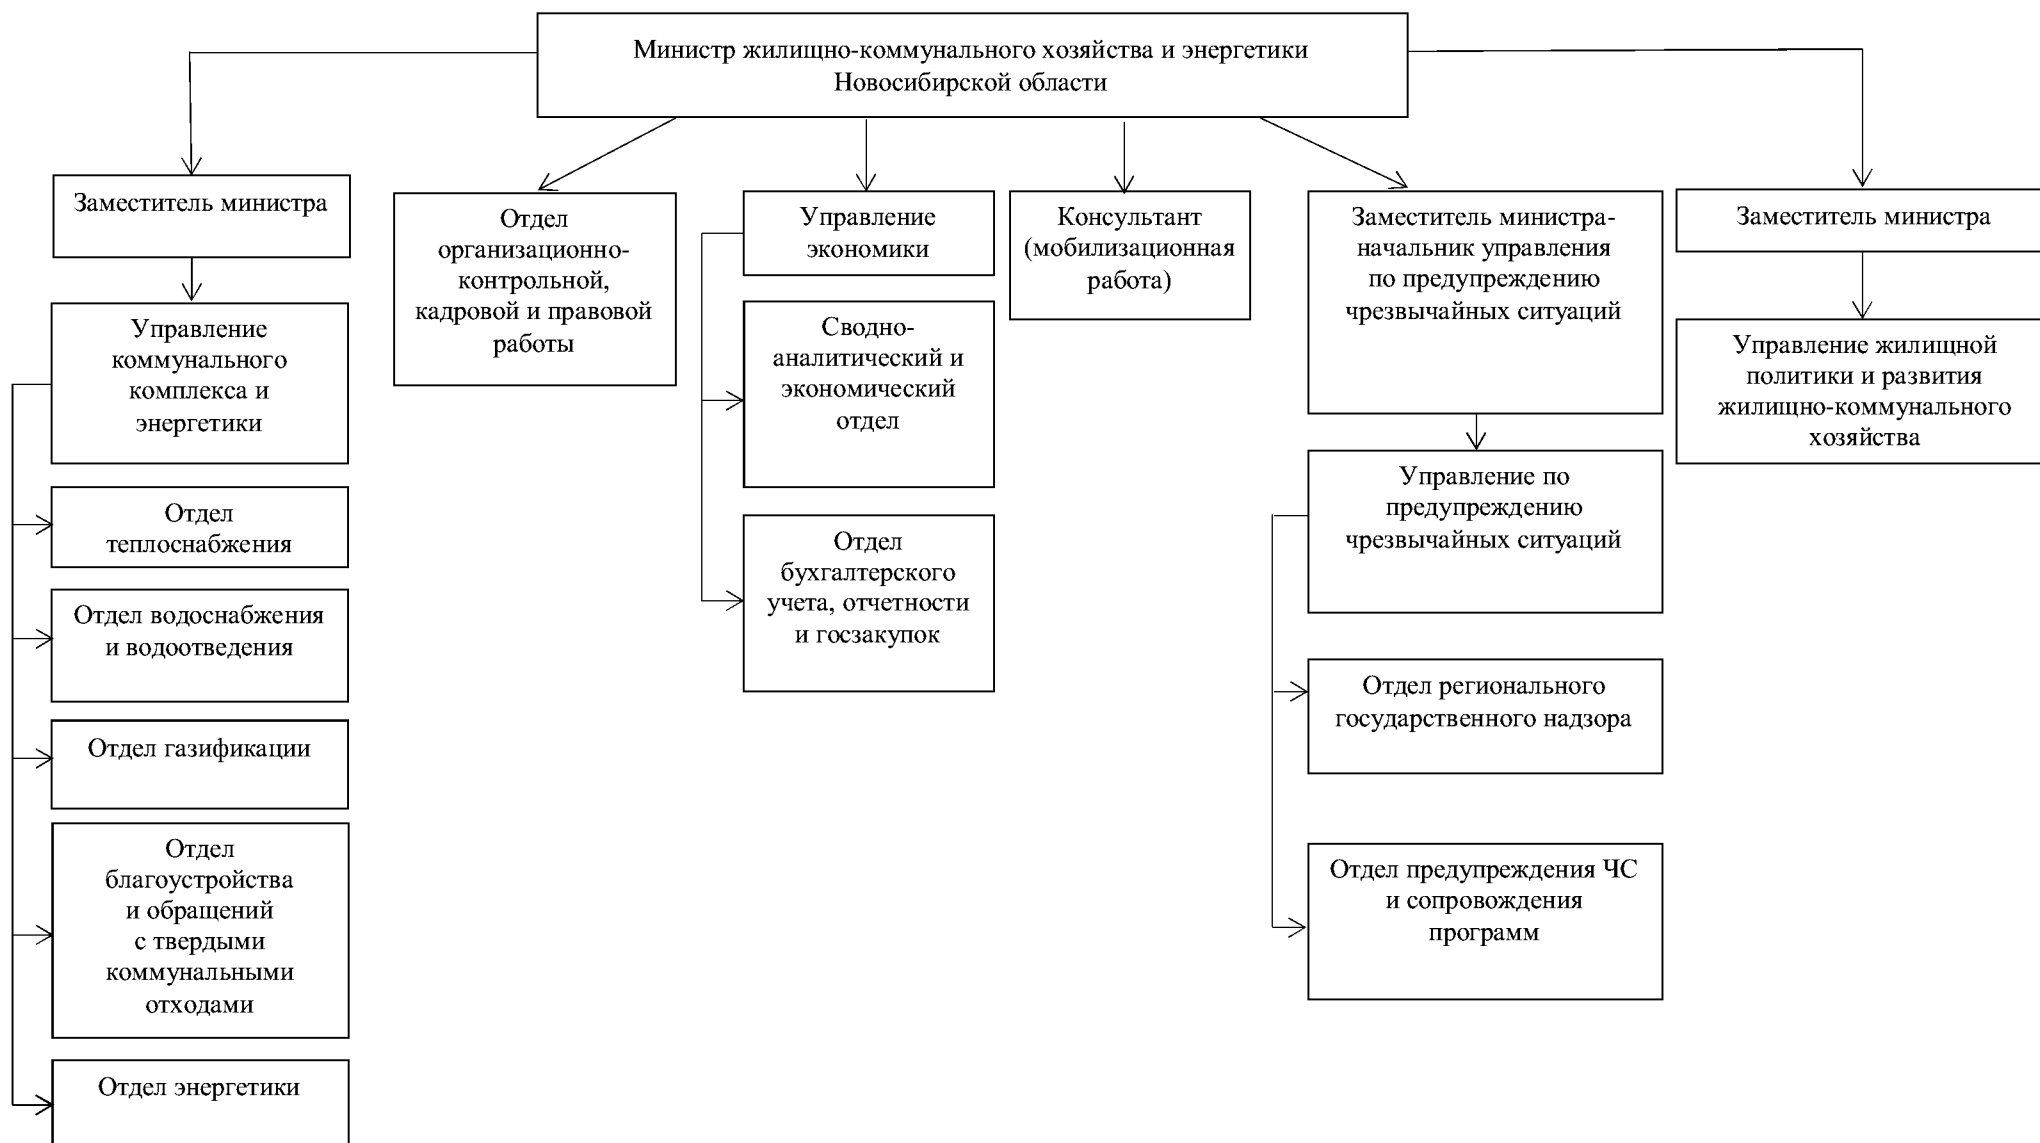 Министр жилищно-коммунального хозяйства и энергетики
Новосибирской области
Заместитель министра
Управление
коммунального
комплекса и
энергетики
Отдел
теплоснабжения
Отдел водоснабжения
и водоотведения
Отдел газификации
Отдел
благоустройства
и обращений
с твердыми
коммунальными
отходами
Отдел энергетики
Отдел
организационно-
контрольной,
кадровой и правовой
работы
Управление
экономики
Сводно-
аналитический и
экономический
отдел
Отдел
бухгалтерского
учета, отчетности
и госзакупок
Консультант
(мобилизационная
работа)
Заместитель министра-
начальник управления
по предупреждению
чрезвычайных ситуаций
Управление по
предупреждению
чрезвычайных ситуаций
Отдел регионального
государственного надзора
Отдел предупреждения ЧС
и сопровождения
программ
Заместитель министра
Управление жилищной
политики и развития
жилищно-коммунального
хозяйства